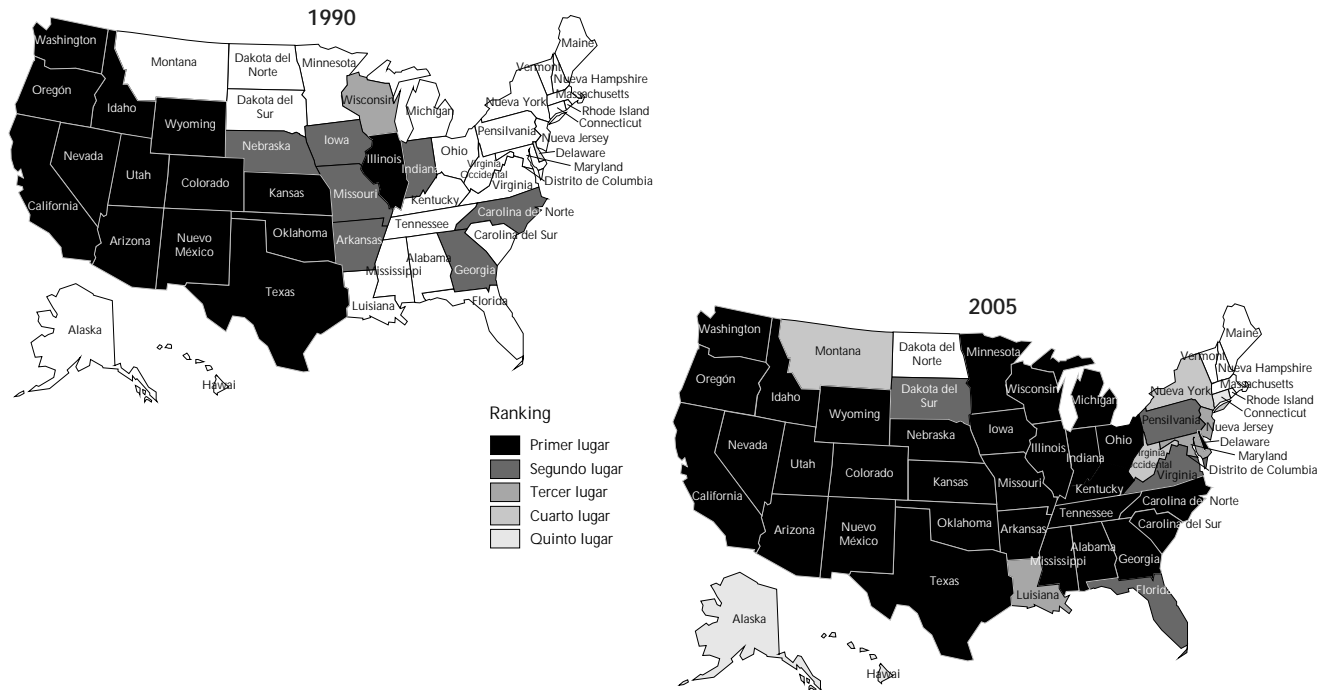 1990
Washington
Montana
Dakota del
Norte
Minnesota
Maine
Vermont
Nueva Hampshire
Massachusetts
Rhode Island
Connecticut
Oregón
Idaho
Wyoming
Dakota del
Sur
Wisconsin
Michigan
Nueva York
Pensilvania
Nueva Jersey
Delaware
Maryland
Distrito de Columbia
Nevada
Utah
Colorado
Nebraska
Iowa
Illinois
Indiana
Ohio
Virginia
Occidental
Virginia
California
Kansas
Missouri
Kentucky
Carolina del Norte
Arizona
Nuevo
México
Oklahoma
Arkansas
Tennessee
Carolina del Sur
Texas
Luisiana
Mississippi
Alabama
Georgia
Florida
Alaska
Hawai
Ranking
Primer lugar
Segundo lugar
Tercer lugar
Cuarto lugar
Quinto lugar
2005
Washington
Montana
Dakota del
Norte
Minnesota
Maine
Vermont
Nueva Hampshire
Massachusetts
Rhode Island
Connecticut
Oregón
Idaho
Wyoming
Dakota del
Sur
Wisconsin
Michigan
Nueva York
Pensilvania
Nueva Jersey
Delaware
Maryland
Distrito de Columbia
Nevada
Utah
Colorado
Nebraska
Iowa
Illinois
Indiana
Ohio
Virginia
Occidental
Virginia
California
Kansas
Missouri
Kentucky
Carolina del Norte
Arizona
Nuevo
México
Oklahoma
Arkansas
Tennessee
Carolina del Sur
Texas
Luisiana
Mississippi
Alabama
Georgia
Florida
Alaska
Hawai